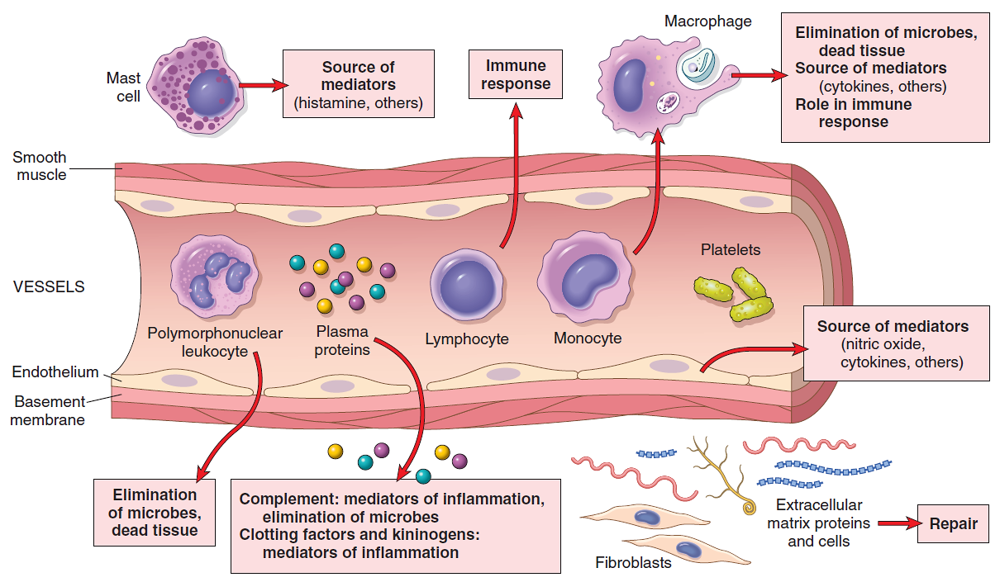 Macrophage
Mast
cell
Source of
mediators
(histamine, others)
Immune
response
Elimination of microbes,
dead tissue
Source of mediators
(cytokines, others)
Role in immune
response
Smooth
muscle
VESSELS
Platelets
Polymorphonuclear
leukocyte
Plasma
proteins
Lymphocyte
Monocyte
Source of mediators
(nitric oxide,
cytokines, others)
Endothelium
Basement
membrane
Elimination
of microbes,
dead tissue
Complement: mediators of inflammation,
elimination of microbes
Clotting factors and kininogens:
mediators of inflammation
Extracellular
matrix proteins
and cells
Repair
Fibroblasts